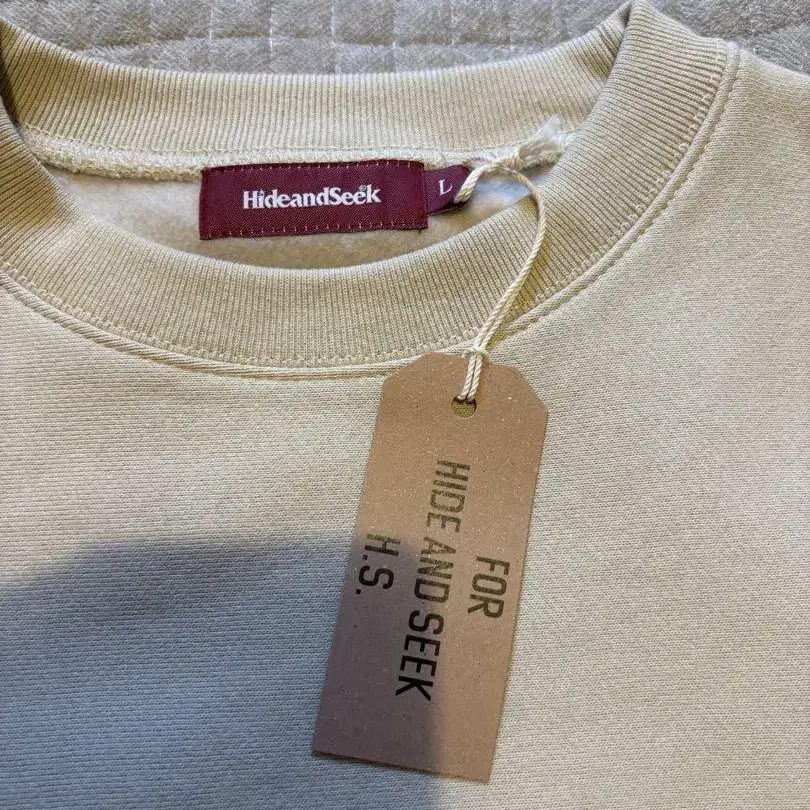 HideandSeek
L
FOR
HIDE AND SEEK
H.S.